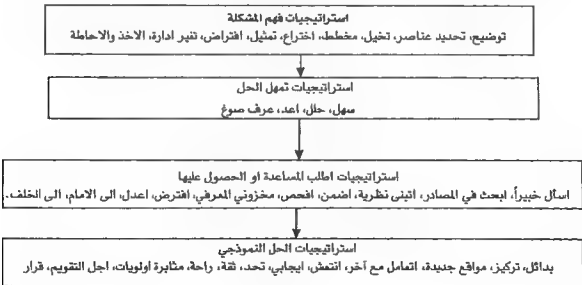 استراتيجيات فهم المشكلة
توضيح، تحديد عناصر، تخيل، مخطط، اختراع، تمثيل، افتراض، تغير ادارة، الاخذ والاحاطة
استراتيجيات تمهل الحل
سهل، حلل، اعد، عرف صوغ
استراتيجيات اطلب المساعدة او الحصول عليها
اسأل خبيراً، ابحث في المصادر، اتبنى نظرية، اضمن، افحص، مخزوني المعرفي، افترض، اعدل، الى الامام، الى الخلف.
استراتيجيات الحل النموذجي
بدائل، تركيز، مواقع جديدة، اتعامل مع آخر، انتعش، ايجابي، تحد، ثقة، راحة، مثابرة اولويات، اجل التقويم، قرار